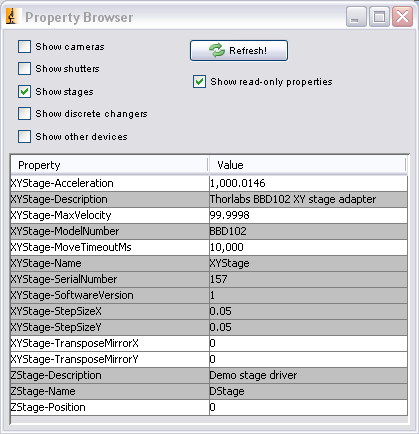 Property Browser
Show cameras
Refresh!
Show shutters
Show read-only properties
Show stages
Show discrete changers
Show other devices
Property Value
XYStage-Acceleration 1,000.0146
XYStage-Description Thorlabs BBD102 XY stage adapter
XYStage-MaxVelocity 99.9998
XYStage-ModelNumber BBD102
XYStage-MoveTimeoutMs 10,000
XYStage-Name XYStage
XYStage-SerialNumber 157
XYStage-SoftwareVersion 1
XYStage-StepSizeX 0.05
XYStage-StepSizeY 0.05
XYStage-TransposeMirrorX 0
XYStage-TransposeMirrorY 0
ZStage-Description Demo stage driver
ZStage-Name DStage
ZStage-Position 0